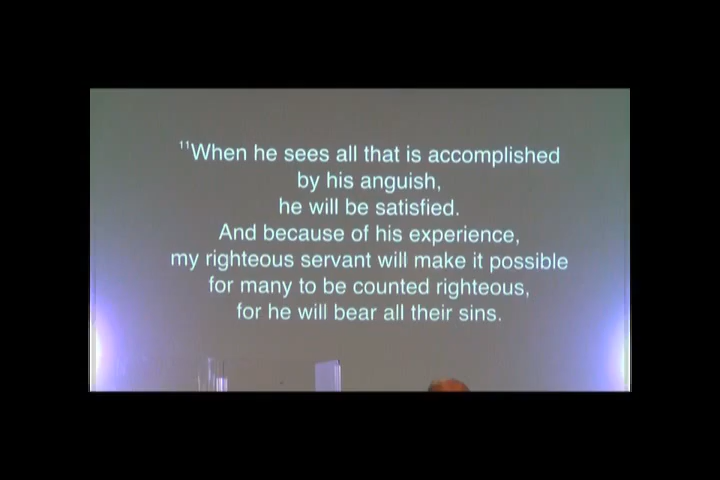 ¹¹When he sees all that is accomplished
by his anguish,
he will be satisfied.
And because of his experience,
my righteous servant will make it possible
for many to be counted righteous,
for he will bear all their sins.